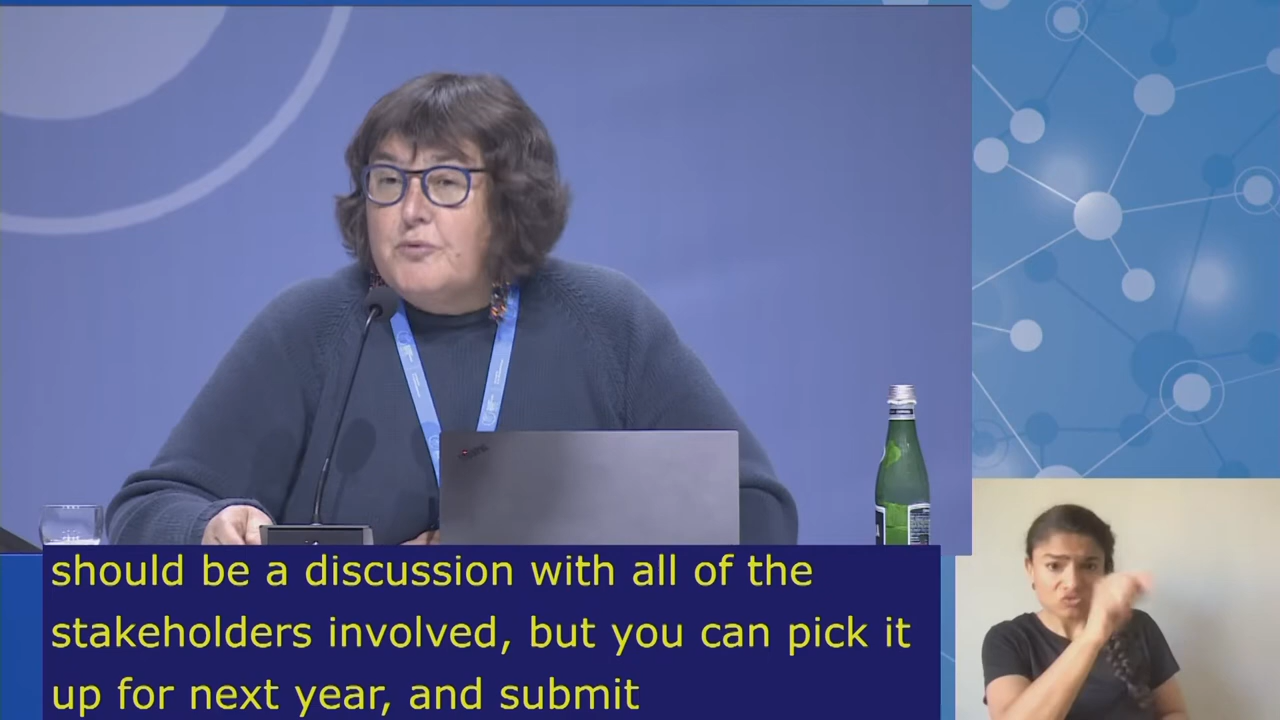 should be a discussion with all of the
stakeholders involved, but you can pick it
up for next year, and submit